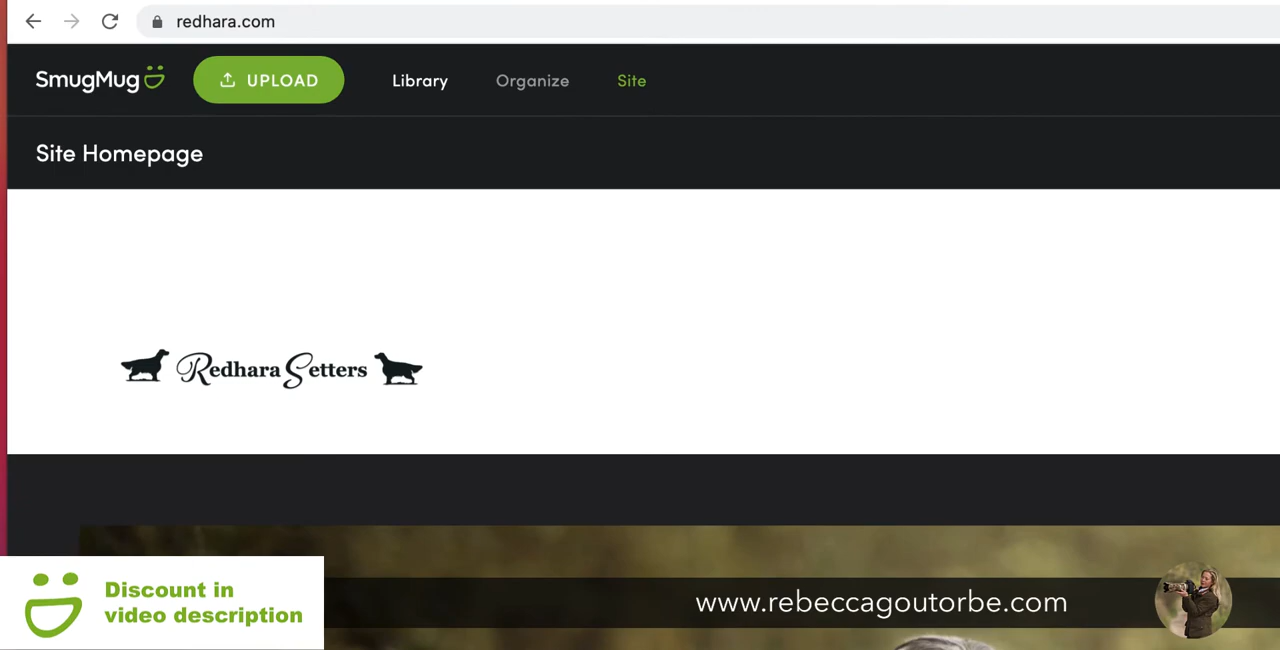 redhara.com
SmugMug UPLOAD Library Organize Site
Site Homepage
Redhara Setters
Discount in
video description
www.rebeccagoutorbe.com